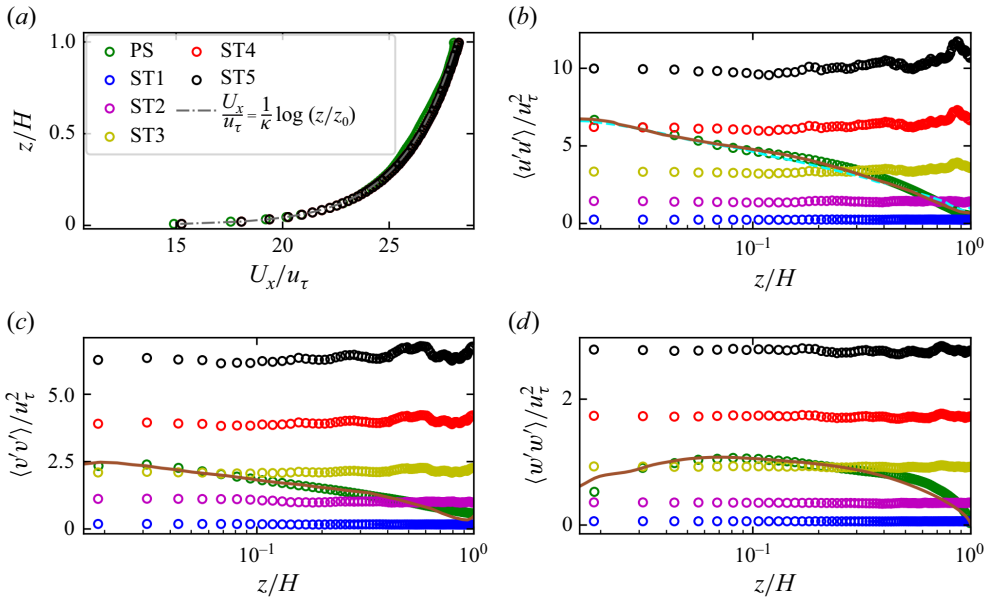 (a)
1.0
0.5
0
z/H
PS
ST1
ST2
ST3
ST4
ST5
U_x/u_τ = 1/κ log (z/z_0)
15 20 25
U_x/u_τ
(b)
10
5
0
⟨u′u′⟩/u_τ^2
10^−1 10^0
z/H
(c)
5.0
2.5
0
⟨v′v′⟩/u_τ^2
10^−1 10^0
z/H
(d)
2
1
0
⟨w′w′⟩/u_τ^2
10^−1 10^0
z/H